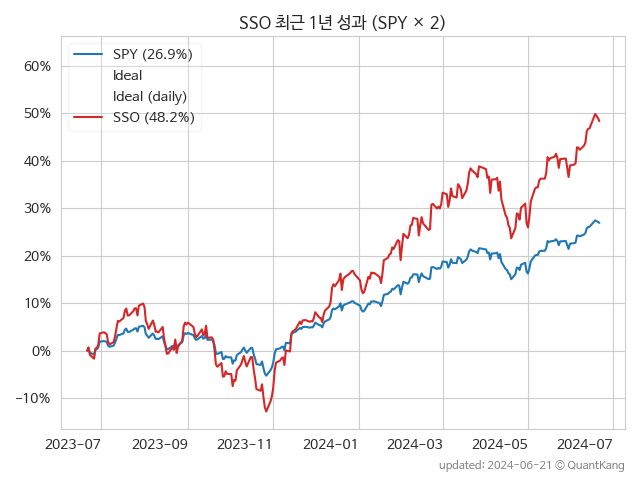 SSO 최근 1년 성과 (SPY × 2)
SPY (26.9%)
Ideal
Ideal (daily)
SSO (48.2%)
60%
50%
40%
30%
20%
10%
0%
−10%
2023-07 2023-09 2023-11 2024-01 2024-03 2024-05 2024-07
updated: 2024-06-21 © QuantKang